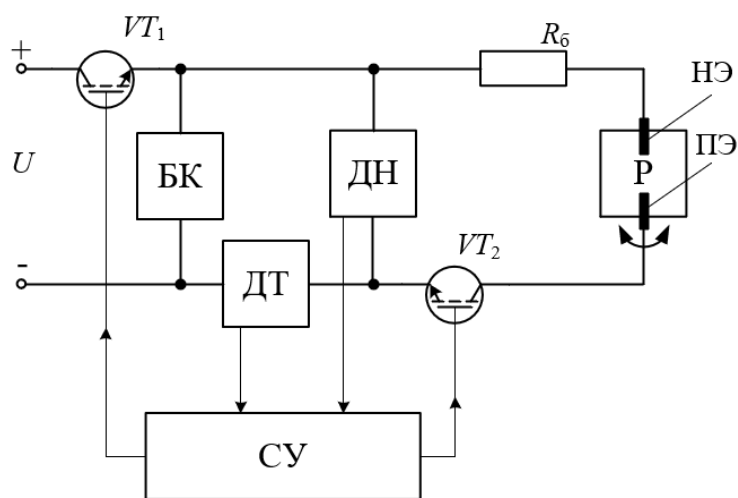 VT₁
+
U
-
БК
ДТ
ДН
VT₂
Rб
НЭ
ПЭ
Р
СУ